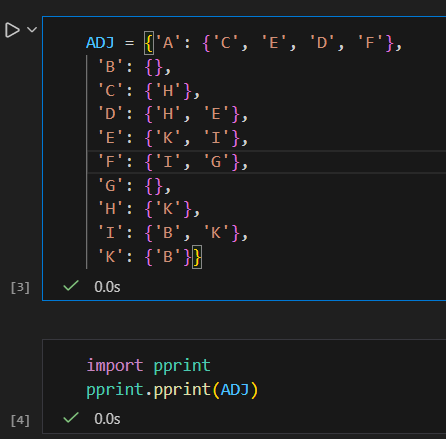 ADJ = {'A': {'C', 'E', 'D', 'F'},
'B': {},
'C': {'H'},
'D': {'H', 'E'},
'E': {'K', 'I'},
'F': {'I', 'G'},
'G': {},
'H': {'K'},
'I': {'B', 'K'},
'K': {'B'}}
[3]
0.0s
import pprint
pprint.pprint(ADJ)
[4]
0.0s